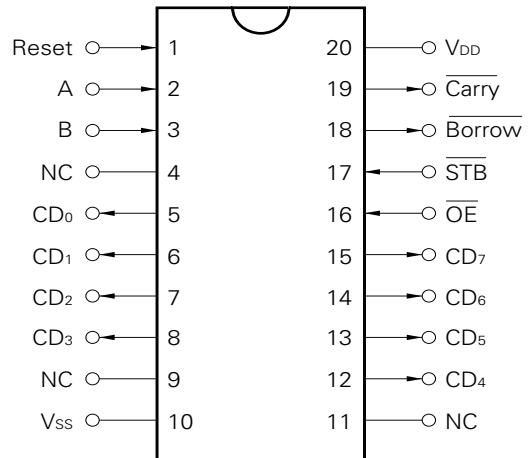 Reset 1 20 VDD
A 2 19 Carry
B 3 18 Borrow
NC 4 17 STB
CD0 5 16 OE
CD1 6 15 CD7
CD2 7 14 CD6
CD3 8 13 CD5
NC 9 12 CD4
VSS 10 11 NC